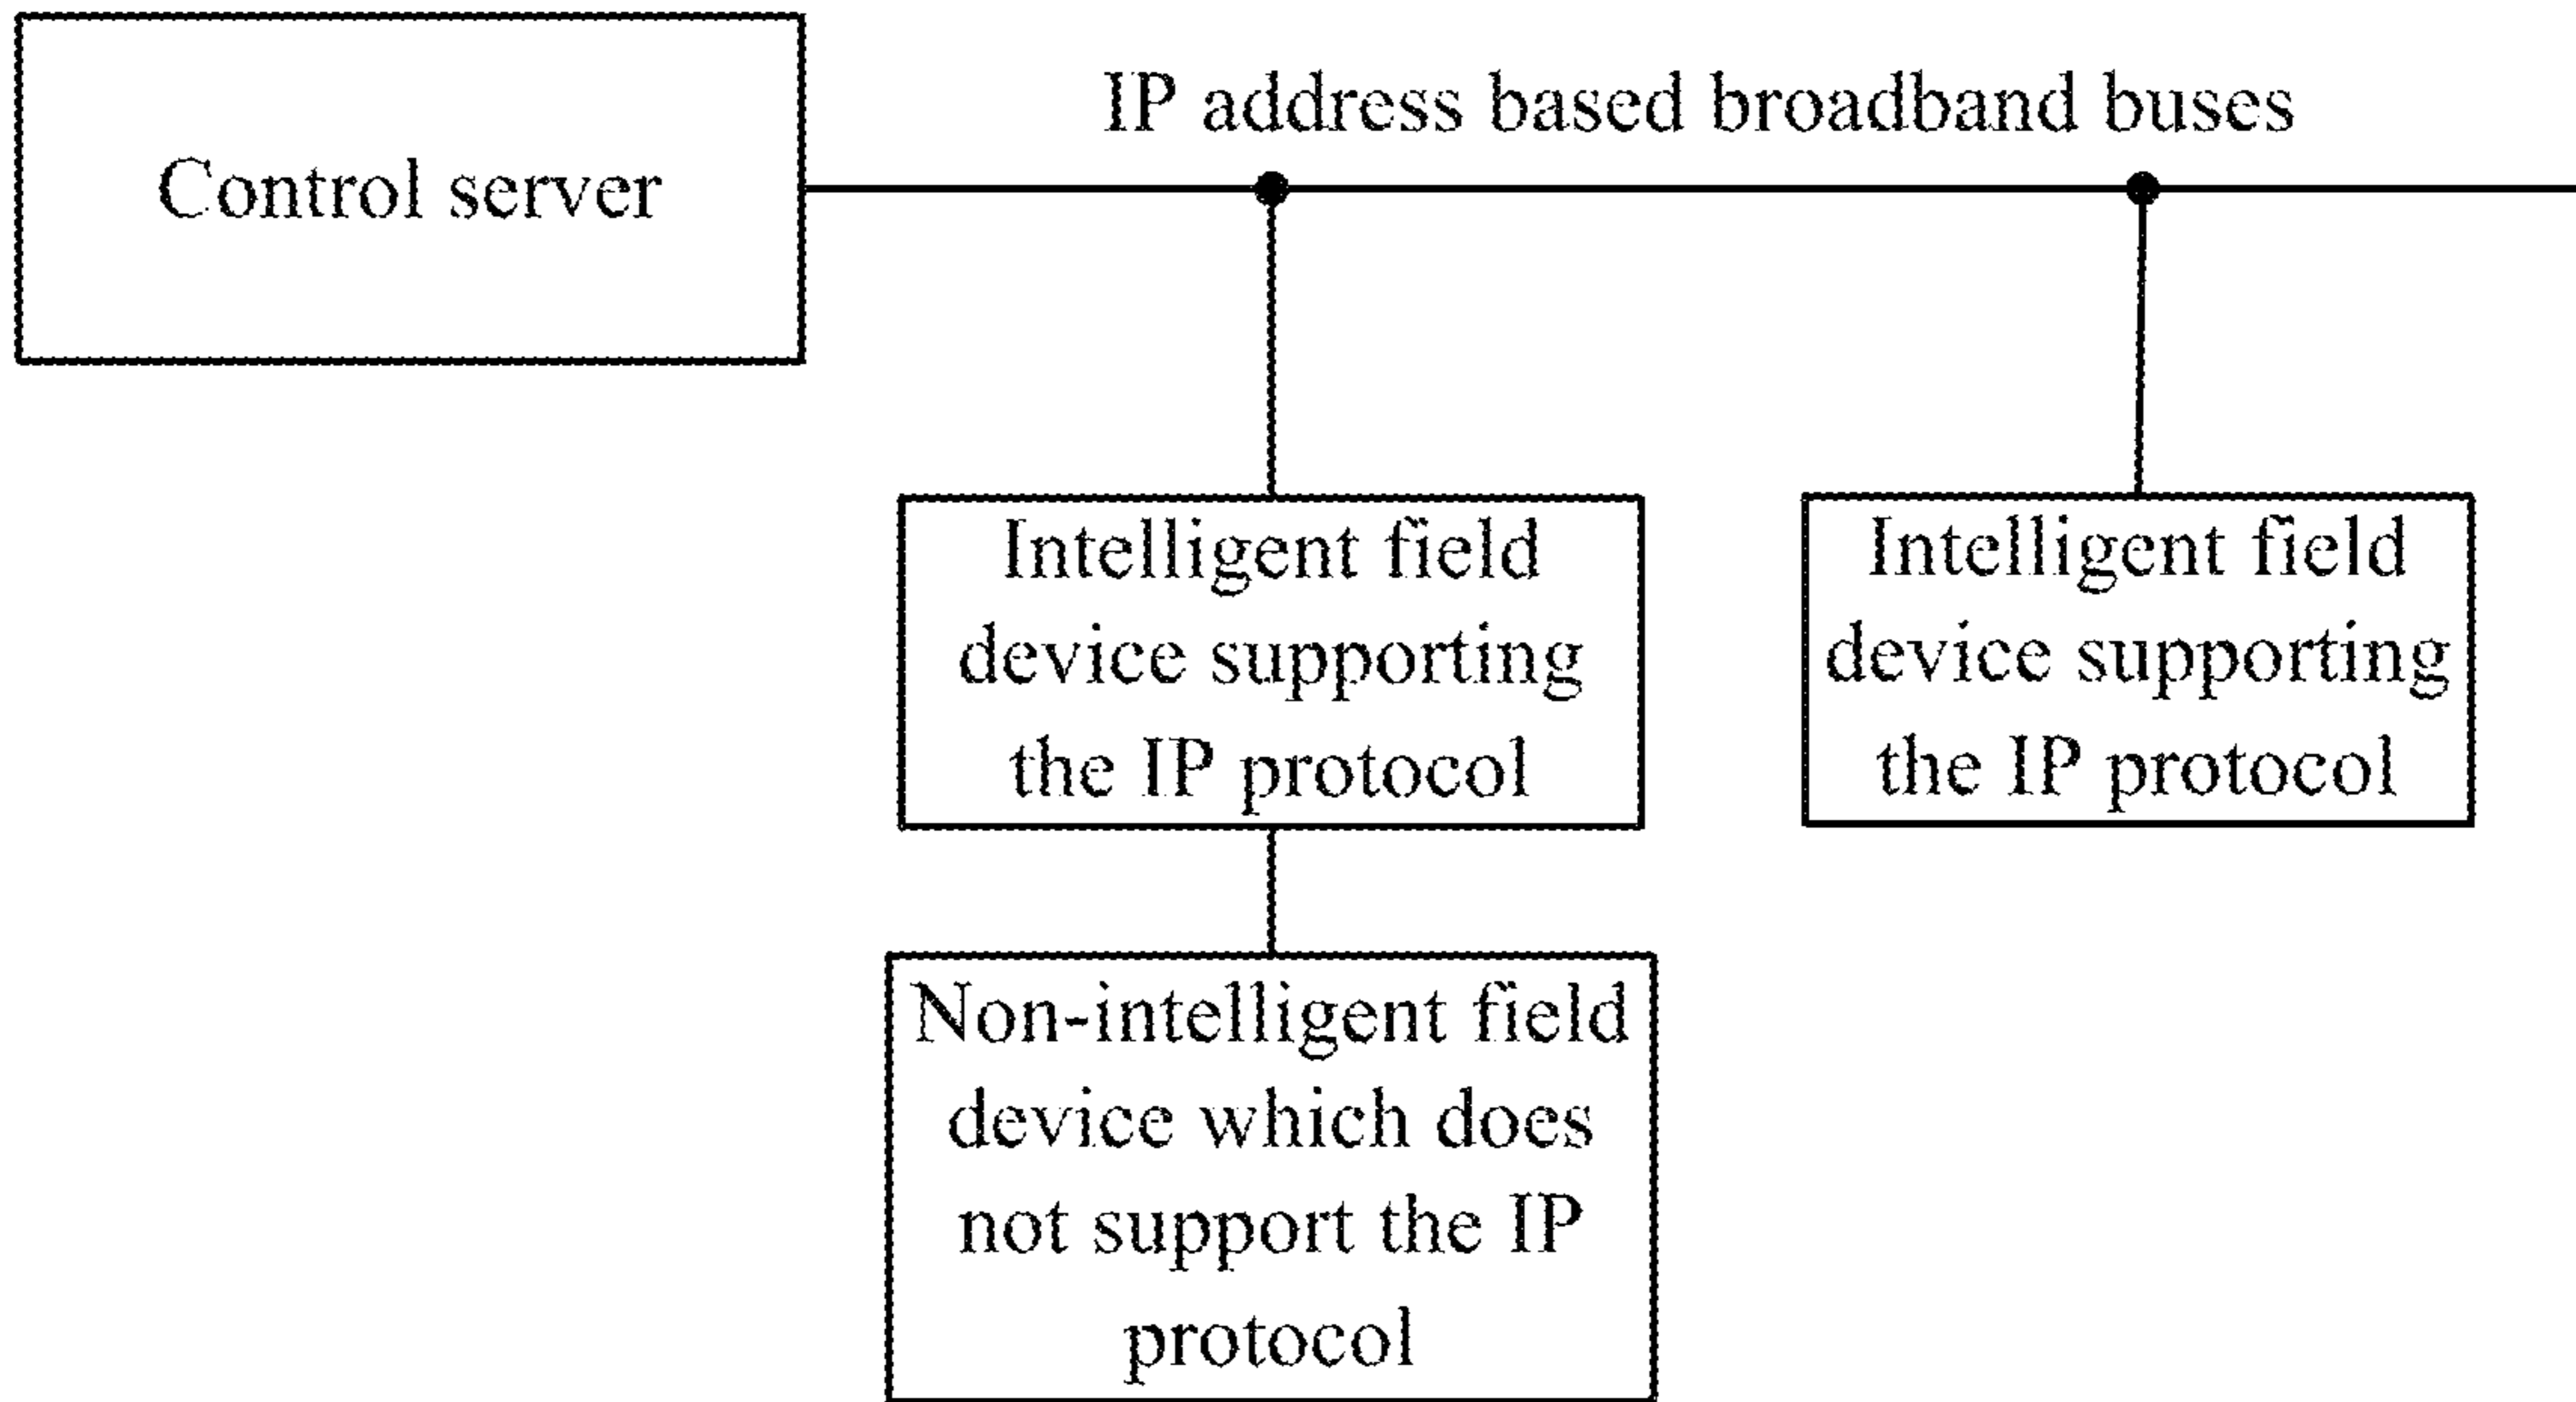 Control server
IP address based broadband buses
Intelligent field
device supporting
the IP protocol
Intelligent field
device supporting
the IP protocol
Non-intelligent field
device which does
not support the IP
protocol